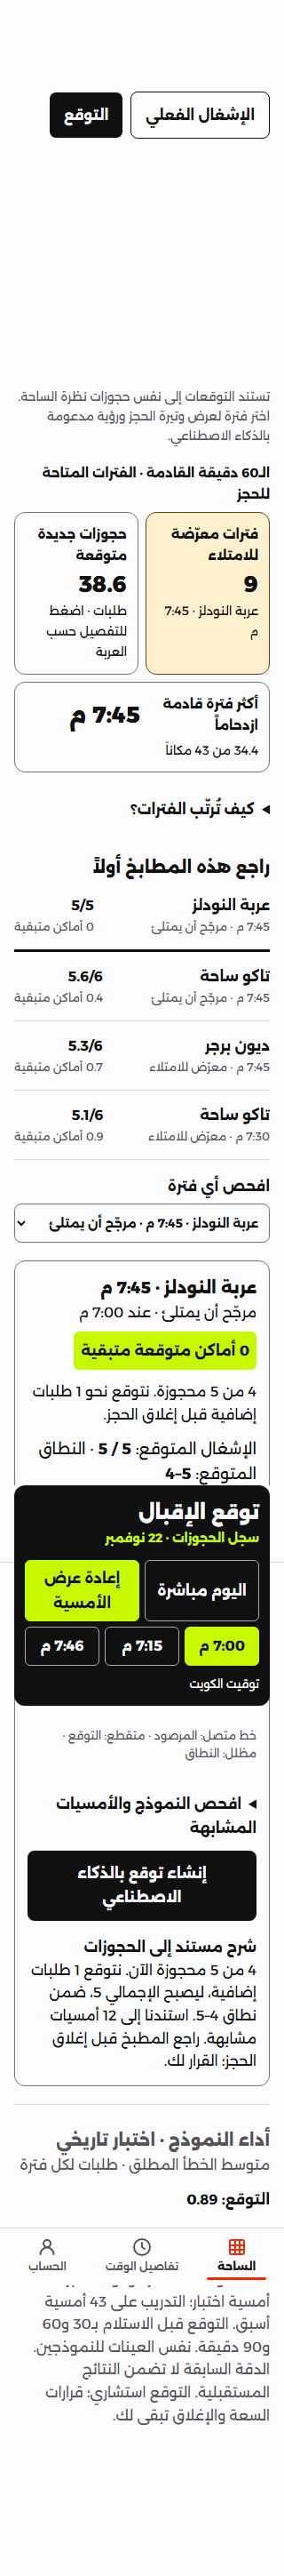 الإشغال الفعلي
التوقع
تستند التوقعات إلى نفس حجوزات نظرة الساحة.
اختر فترة لعرض وتيرة الحجز ورؤية مدعومة
بالذكاء الاصطناعي.
الـ60 دقيقة القادمة · الفترات المتاحة
للحجز
فترات معرّضة
للامتلاء
9
عربة النودلز · 7:45
م
حجوزات جديدة
متوقعة
38.6
طلبات · اضغط
للتفصيل حسب
العربة
أكثر فترة قادمة
ازدحاماً
34.4 من 43 مكاناً
7:45 م
كيف تُرتّب الفترات؟
راجع هذه المطابخ أولاً
عربة النودلز
5/5
7:45 م · مرجّح أن يمتلئ
0 أماكن متبقية
تاكو ساحة
5.6/6
7:45 م · مرجّح أن يمتلئ
0.4 أماكن متبقية
ديون برجر
5.3/6
7:45 م · معرّض للامتلاء
0.7 أماكن متبقية
تاكو ساحة
5.1/6
7:30 م · معرّض للامتلاء
0.9 أماكن متبقية
افحص أي فترة
عربة النودلز · 7:45 م · مرجّح أن يمتلئ
عربة النودلز · 7:45 م
مرجّح أن يمتلئ · عند 7:00 م
0 أماكن متوقعة متبقية
4 من 5 محجوزة. نتوقع نحو 1 طلبات
إضافية قبل إغلاق الحجز.
الإشغال المتوقع: 5 / 5 · النطاق
المتوقع: 5–4
توقع الإقبال
سجل الحجوزات · 22 نوفمبر
اليوم مباشرة
إعادة عرض
الأمسية
7:00 م
7:15 م
7:46 م
توقيت الكويت
خط متصل: المرصود · متقطع: التوقع ·
مظلل: النطاق
افحص النموذج والأمسيات
المشابهة
إنشاء توقع بالذكاء
الاصطناعي
شرح مستند إلى الحجوزات
4 من 5 محجوزة الآن. نتوقع 1 طلبات
إضافية، ليصبح الإجمالي 5، ضمن
نطاق 4–5. استندنا إلى 12 أمسيات
مشابهة. راجع المطبخ قبل إغلاق
الحجز؛ القرار لك.
أداء النموذج · اختبار تاريخي
متوسط الخطأ المطلق · طلبات لكل فترة
التوقع: 0.89
الساحة
تفاصيل الوقت
الحساب
أمسية اختبار؛ التدريب على 43 أمسية
أسبق. التوقع قبل الاستلام بـ30 و60
و90 دقيقة. نفس العينات للنموذجين.
الدقة السابقة لا تضمن النتائج
المستقبلية. التوقع استشاري؛ قرارات
السعة والإغلاق تبقى لك.